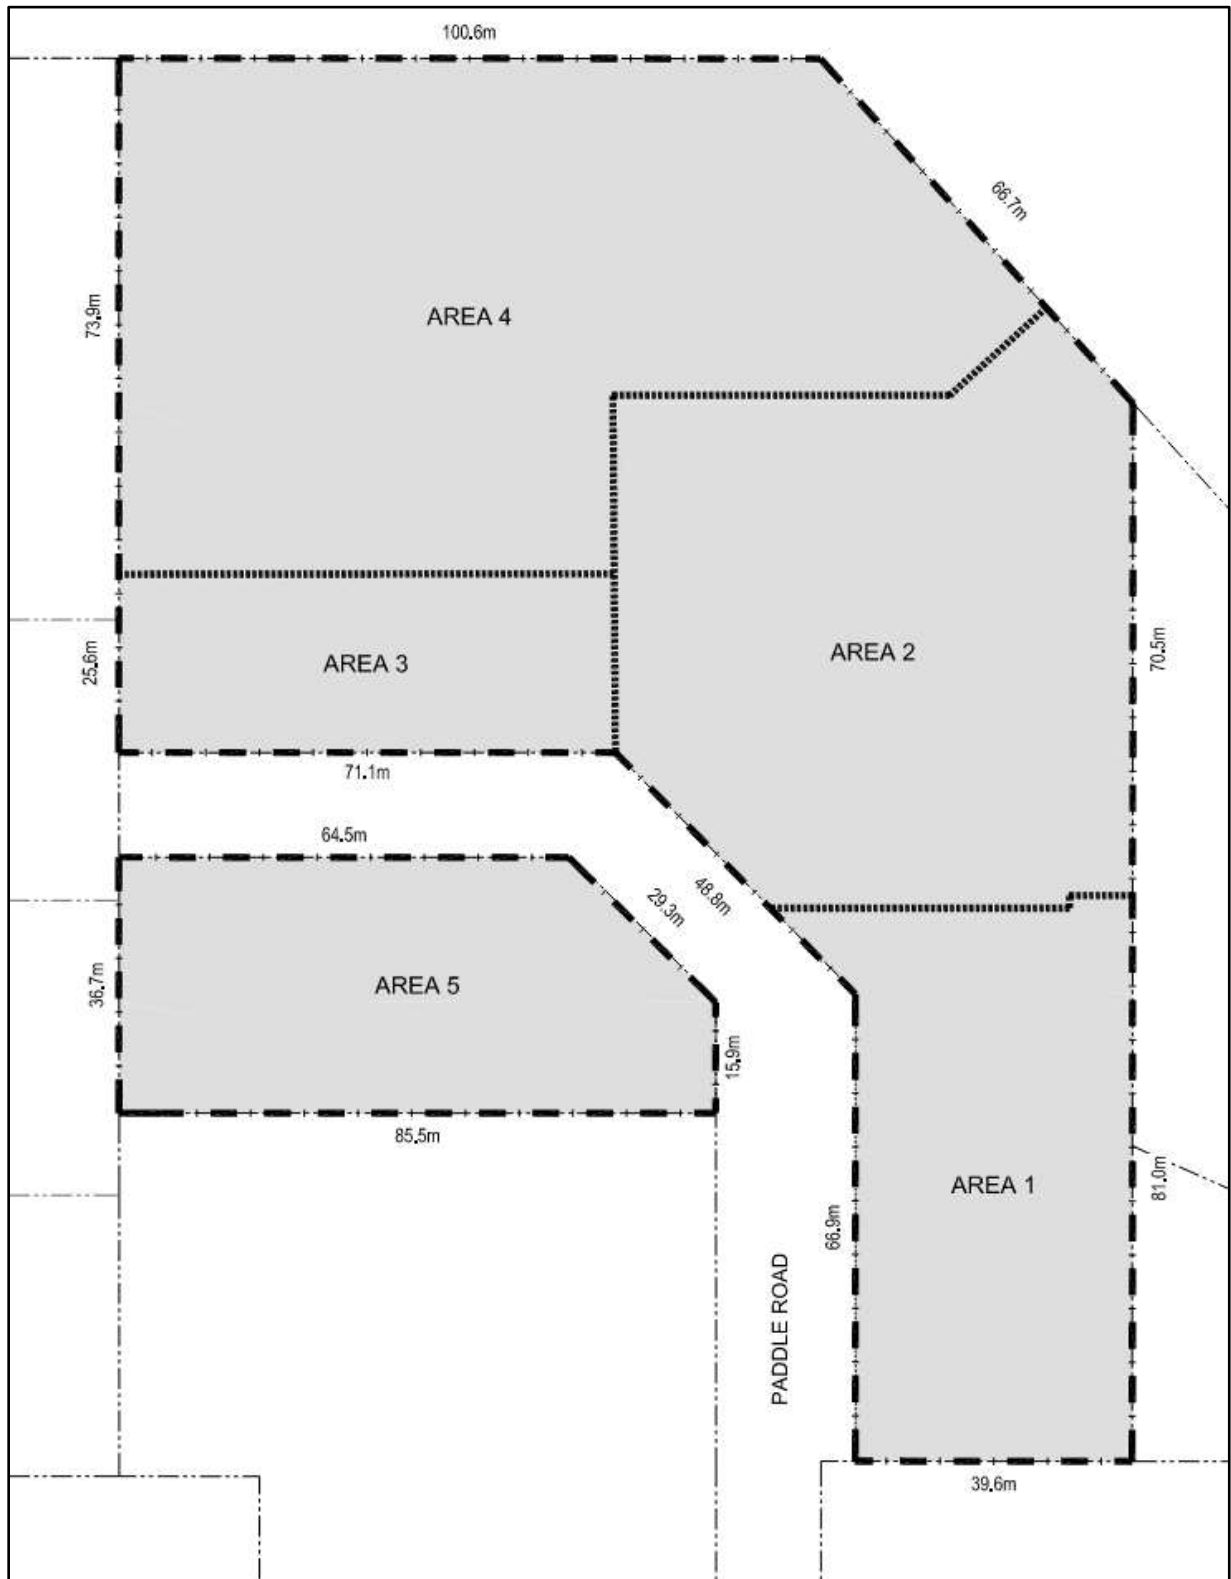 100.6m
66.7m
73.9m
AREA 4
25.6m
AREA 3
AREA 2
70.5m
71.1m
64.5m
29.3m
48.8m
36.7m
AREA 5
15.9m
85.5m
AREA 1
81.0m
66.9m
PADDLE ROAD
39.6m